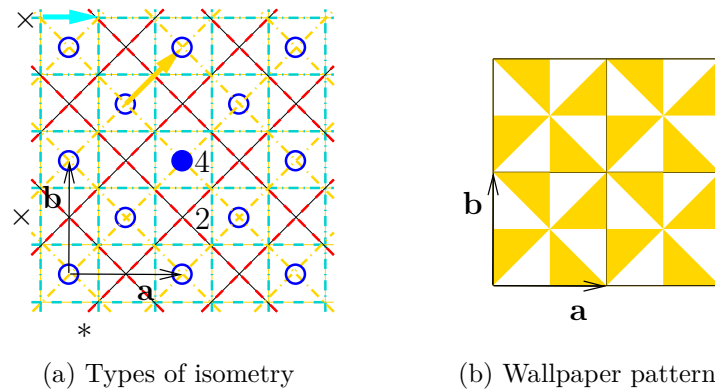 ×
4
b
×
2
a
*
b
a
(a) Types of isometry
(b) Wallpaper pattern